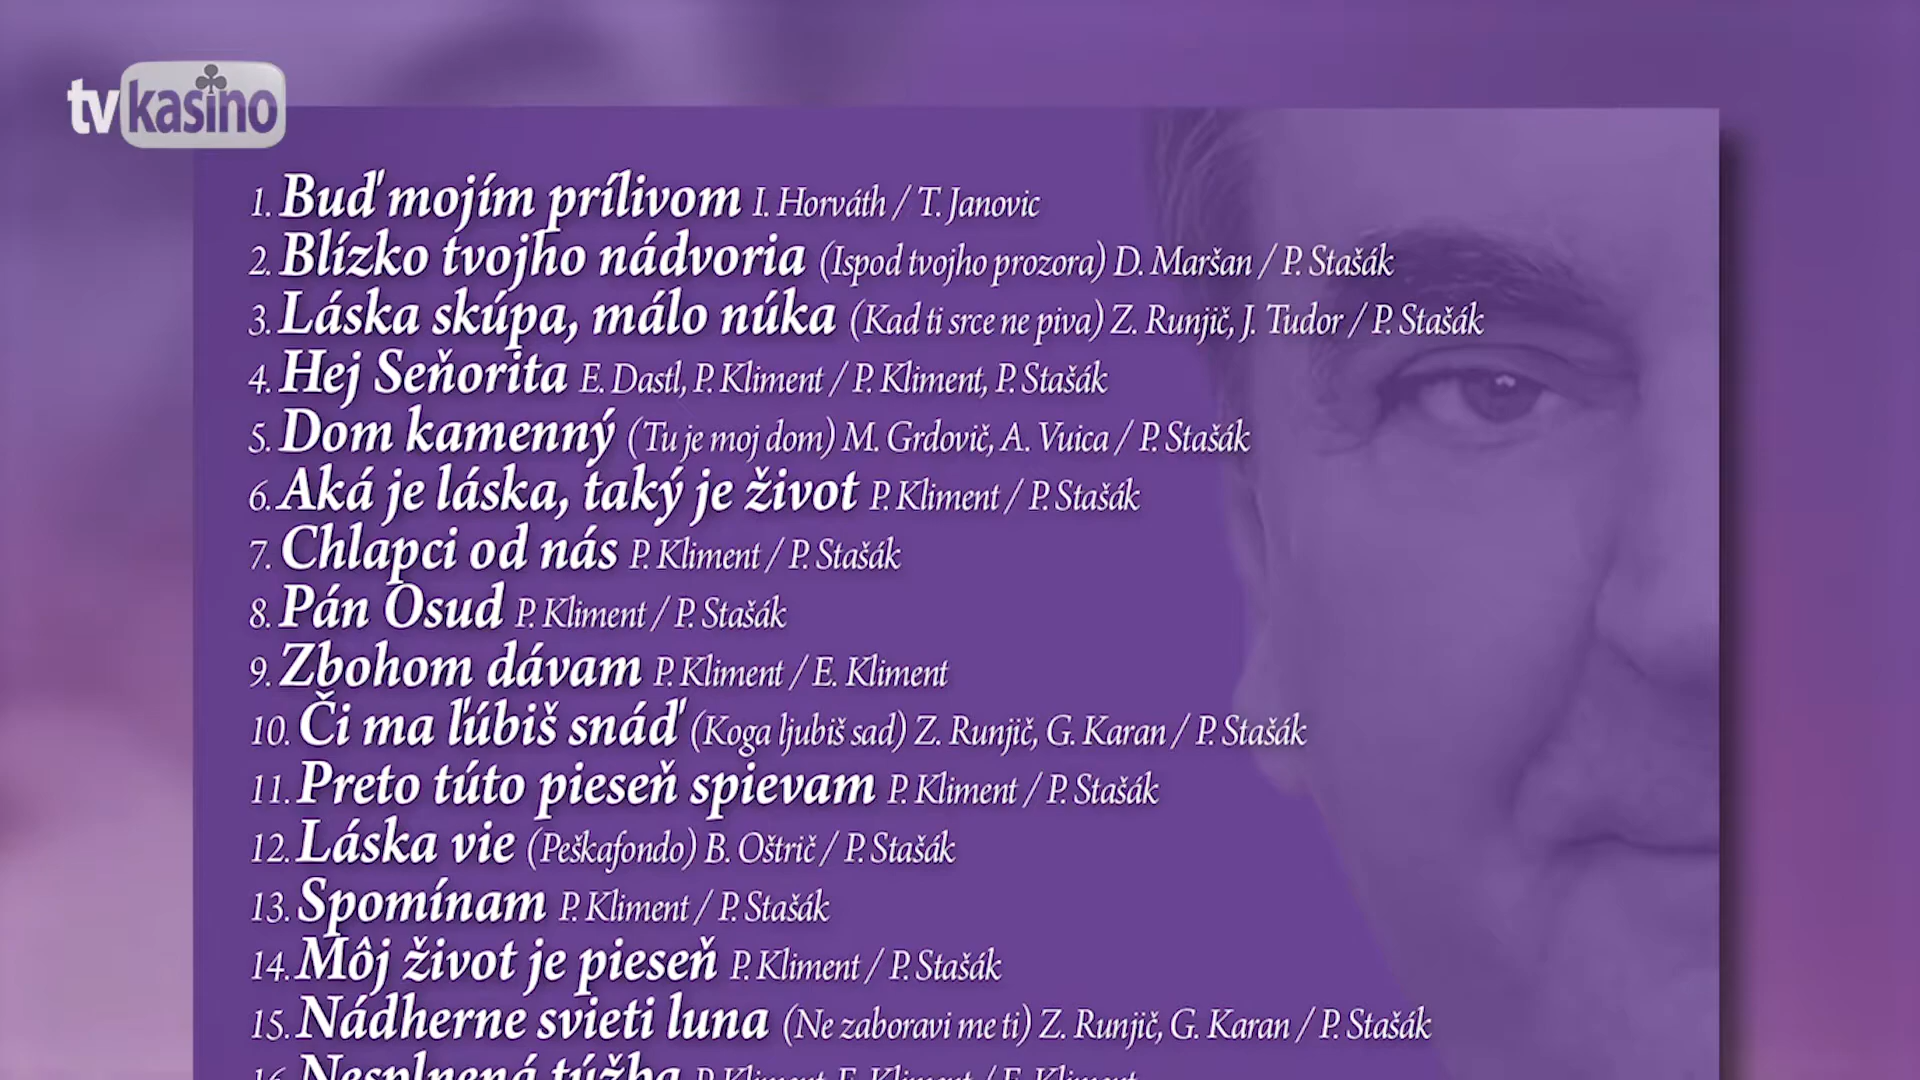 tvkasino
1. Buď mojím prílivom I. Horváth / T. Janovic
2. Blízko tvojho nádvoria (Ispod tvojho prozora) D. Maršan / P. Stašák
3. Láska skúpa, málo núka (Kad ti srce ne piva) Z. Runjič, J. Tudor / P. Stašák
4. Hej Seňorita E. Dastl, P. Kliment / P. Kliment, P. Stašák
5. Dom kamenný (Tu je moj dom) M. Grdovič, A. Vuica / P. Stašák
6. Aká je láska, taký je život P. Kliment / P. Stašák
7. Chlapci od nás P. Kliment / P. Stašák
8. Pán Osud P. Kliment / P. Stašák
9. Zbohom dávam P. Kliment / E. Kliment
10. Či ma ľúbiš snáď (Koga ljubiš sad) Z. Runjič, G. Karan / P. Stašák
11. Preto túto pieseň spievam P. Kliment / P. Stašák
12. Láska vie (Peškafondo) B. Oštrič / P. Stašák
13. Spomínam P. Kliment / P. Stašák
14. Môj život je pieseň P. Kliment / P. Stašák
15. Nádherne svieti luna (Ne zaboravi me ti) Z. Runjič, G. Karan / P. Stašák
16. Nesplnená túžba P. Kliment, E. Kliment / E. Kliment